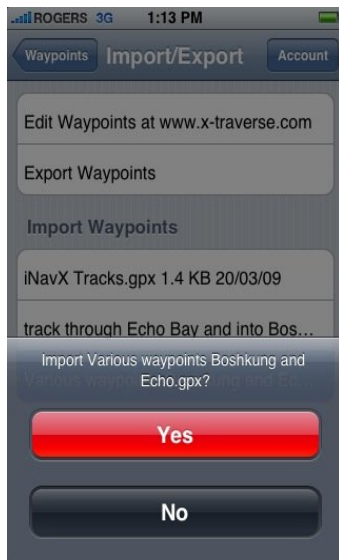 ROGERS 3G 1:13 PM
Waypoints Import/Export Account
Edit Waypoints at www.x-traverse.com
Export Waypoints
Import Waypoints
iNavX Tracks.gpx 1.4 KB 20/03/09
track through Echo Bay and into Bos...
Import Various waypoints Boshkung and
Echo.gpx?
Yes
No